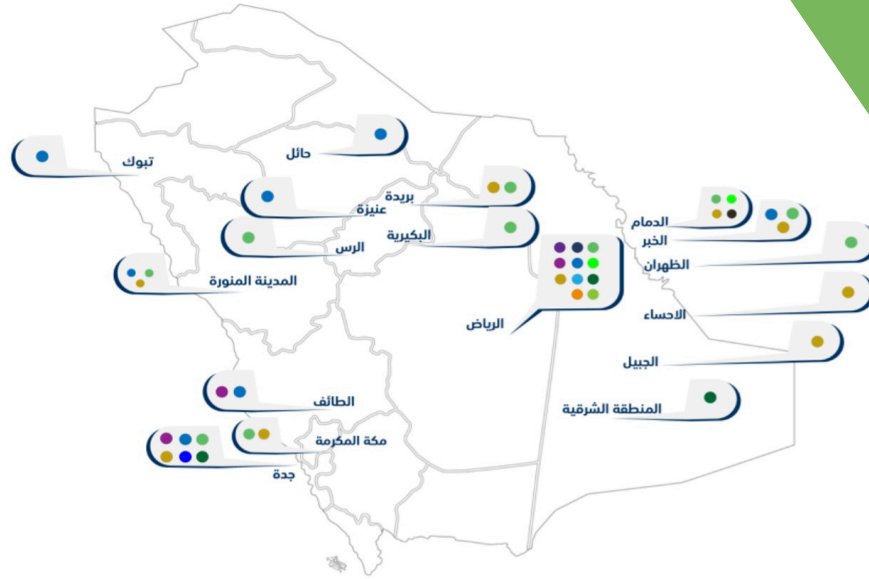 حائل
تبوك
بريدة
عنيزة
الدمام
البكيرية
الخبر
الرس
الظهران
المدينة المنورة
الاحساء
الرياض
الجبيل
الطائف
المنطقة الشرقية
مكة المكرمة
جدة